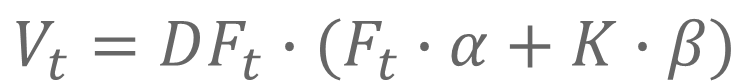 V_t = DF_t · (F_t · α + K · β)